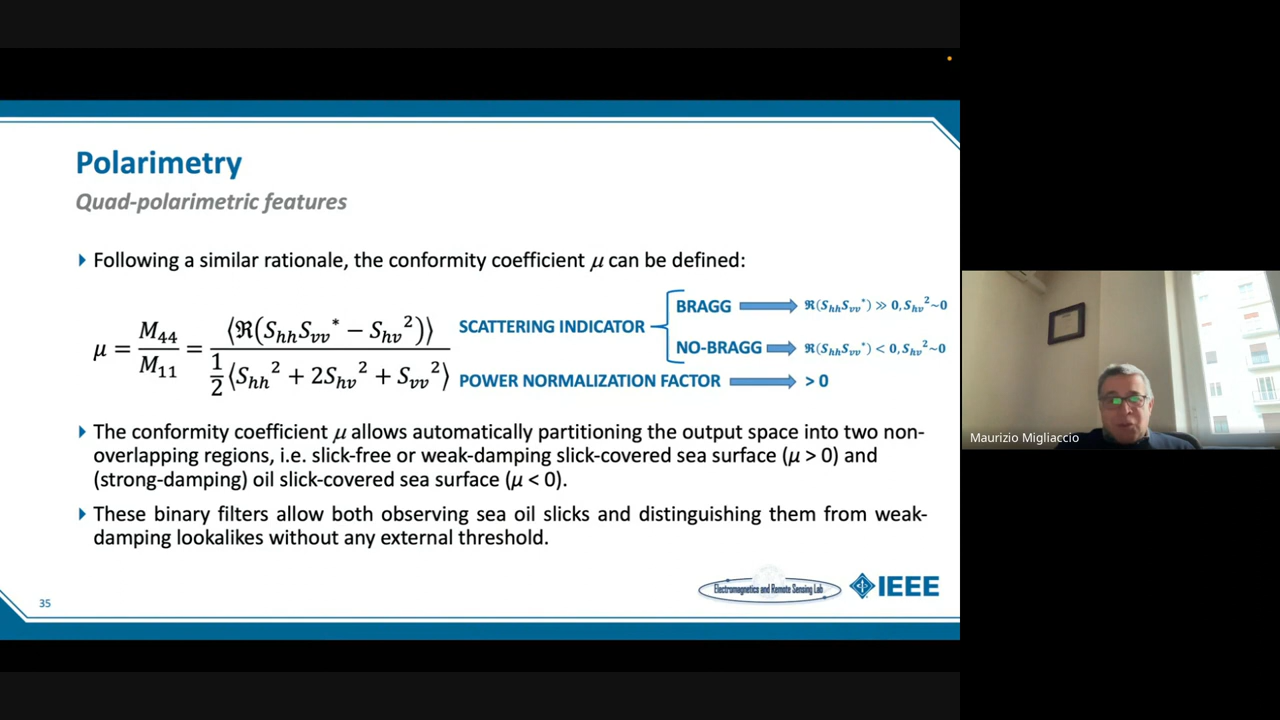 Polarimetry
Quad-polarimetric features
Following a similar rationale, the conformity coefficient μ can be defined:
μ = M₄₄/M₁₁ = ⟨ℜ(SₕₕSᵥᵥ* − Sₕᵥ²)⟩ / ½⟨Sₕₕ² + 2Sₕᵥ² + Sᵥᵥ²⟩
SCATTERING INDICATOR
BRAGG
ℜ(SₕₕSᵥᵥ*) ≫ 0, Sₕᵥ²~0
NO-BRAGG
ℜ(SₕₕSᵥᵥ*) < 0, Sₕᵥ²~0
POWER NORMALIZATION FACTOR
> 0
The conformity coefficient μ allows automatically partitioning the output space into two non-
overlapping regions, i.e. slick-free or weak-damping slick-covered sea surface (μ > 0) and
(strong-damping) oil slick-covered sea surface (μ < 0).
These binary filters allow both observing sea oil slicks and distinguishing them from weak-
damping lookalikes without any external threshold.
35
Electromagnetics and Remote Sensing Lab
IEEE
Maurizio Migliaccio